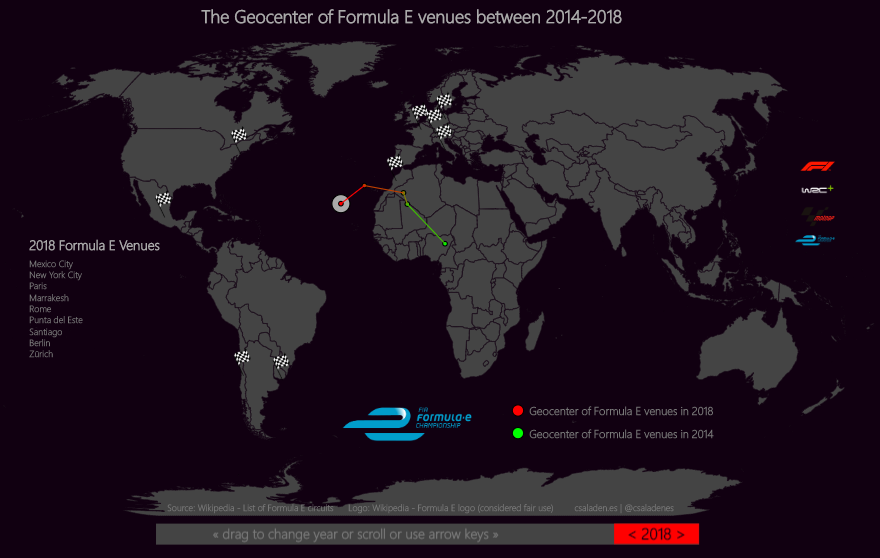 The Geocenter of Formula E venues between 2014-2018
F1
WRC+
2018 Formula E Venues
Mexico City
New York City
Paris
Marrakesh
Rome
Punta del Este
Santiago
Berlin
Zürich
FIA
FORMULA-E
CHAMPIONSHIP
Geocenter of Formula E venues in 2018
Geocenter of Formula E venues in 2014
Source: Wikipedia - List of Formula E circuits Logo: Wikipedia - Formula E logo (considered fair use) csaladen.es | @csaladenes
« drag to change year or scroll or use arrow keys » < 2018 >